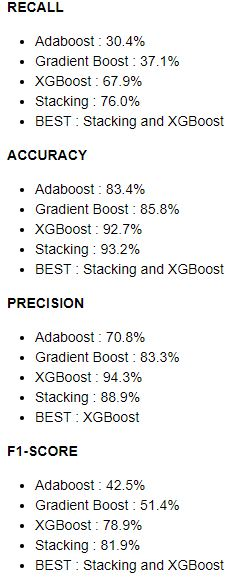 RECALL
Adaboost : 30.4%
Gradient Boost : 37.1%
XGBoost : 67.9%
Stacking : 76.0%
BEST : Stacking and XGBoost
ACCURACY
Adaboost : 83.4%
Gradient Boost : 85.8%
XGBoost : 92.7%
Stacking : 93.2%
BEST : Stacking and XGBoost
PRECISION
Adaboost : 70.8%
Gradient Boost : 83.3%
XGBoost : 94.3%
Stacking : 88.9%
BEST : XGBoost
F1-SCORE
Adaboost : 42.5%
Gradient Boost : 51.4%
XGBoost : 78.9%
Stacking : 81.9%
BEST : Stacking and XGBoost